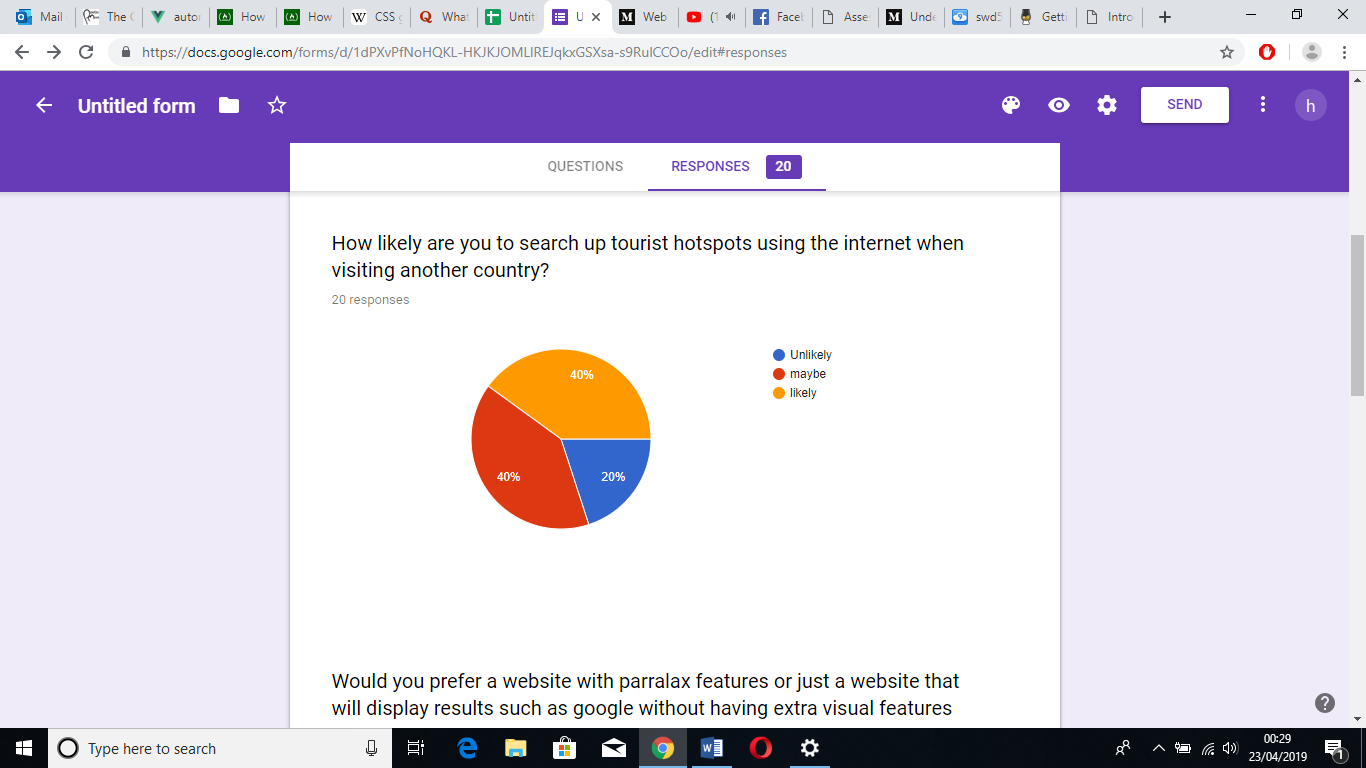 Mail
The
autor
How
How
W CSS
Q What
Untit
U
M Web
(1
Facel
Asse
M Unde
swd5
Getti
Intro
https://docs.google.com/forms/d/1dPXvPfNoHQKL-HKJKJOMLIREJqkxGSXsa-s9RulCCOo/edit#responses
Untitled form
SEND
h
QUESTIONS
RESPONSES 20
How likely are you to search up tourist hotspots using the internet when
visiting another country?
20 responses
40%
40%
20%
Unlikely
maybe
likely
Would you prefer a website with parralax features or just a website that
will display results such as google without having extra visual features
Type here to search
00:29
23/04/2019
1